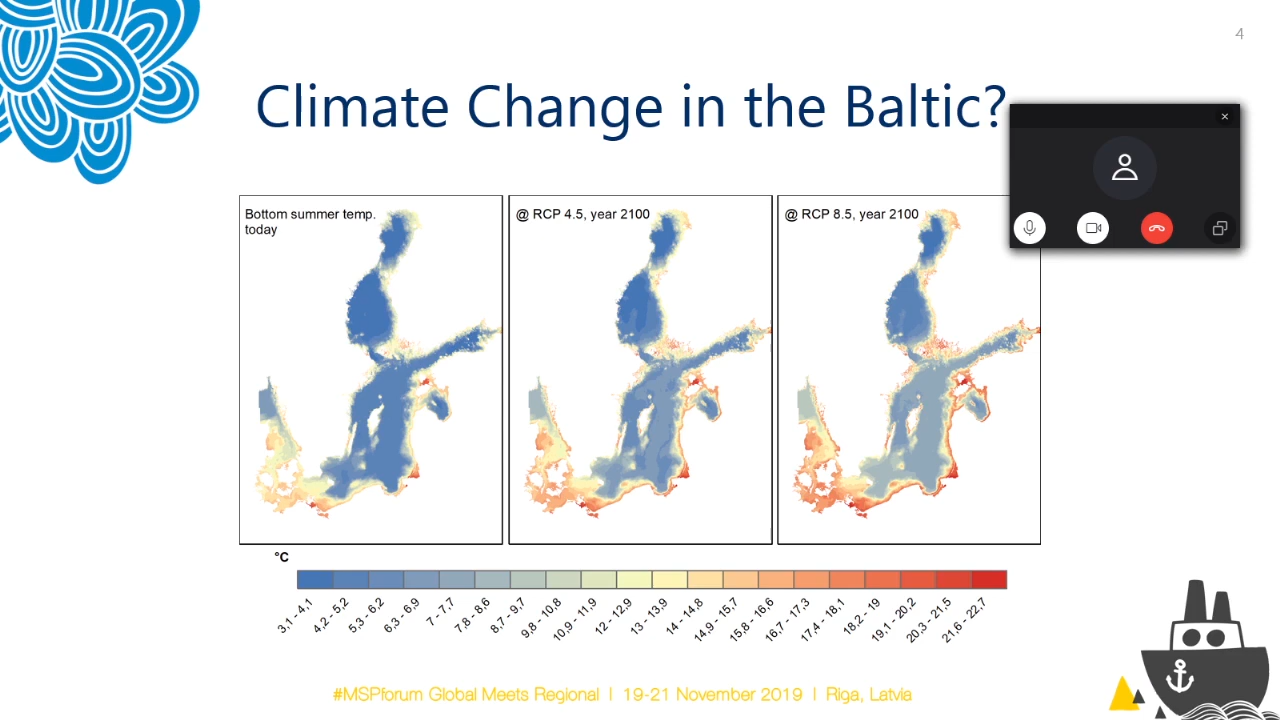 4
Climate Change in the Baltic?
Bottom summer temp.
today
@ RCP 4.5, year 2100
@ RCP 8.5, year 2100
°C
3,1 - 4,1
4,2 - 5,2
5,3 - 6,2
6,3 - 6,9
7 - 7,7
7,8 - 8,6
8,7 - 9,7
9,8 - 10,8
10,9 - 11,9
12 - 12,9
13 - 13,9
14 - 14,8
14,9 - 15,7
15,8 - 16,6
16,7 - 17,3
17,4 - 18,1
18,2 - 19
19,1 - 20,2
20,3 - 21,5
21,6 - 22,7
#MSPforum Global Meets Regional | 19-21 November 2019 | Riga, Latvia